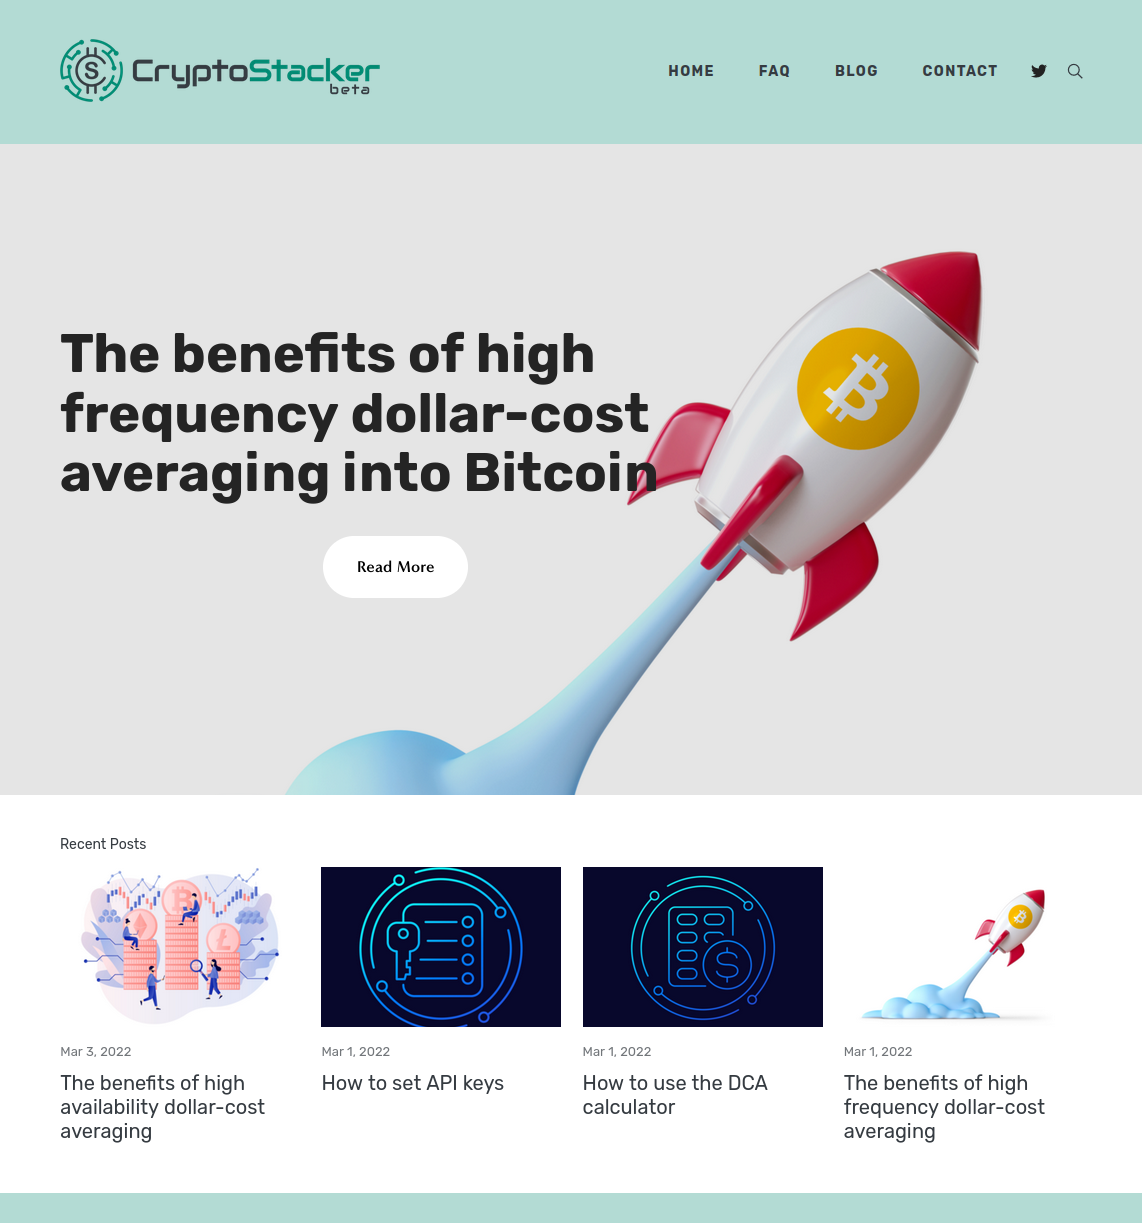 CryptoStacker
beta
HOME FAQ BLOG CONTACT
The benefits of high
frequency dollar-cost
averaging into Bitcoin
Read More
Recent Posts
Mar 3, 2022
The benefits of high
availability dollar-cost
averaging
Mar 1, 2022
How to set API keys
Mar 1, 2022
How to use the DCA
calculator
Mar 1, 2022
The benefits of high
frequency dollar-cost
averaging